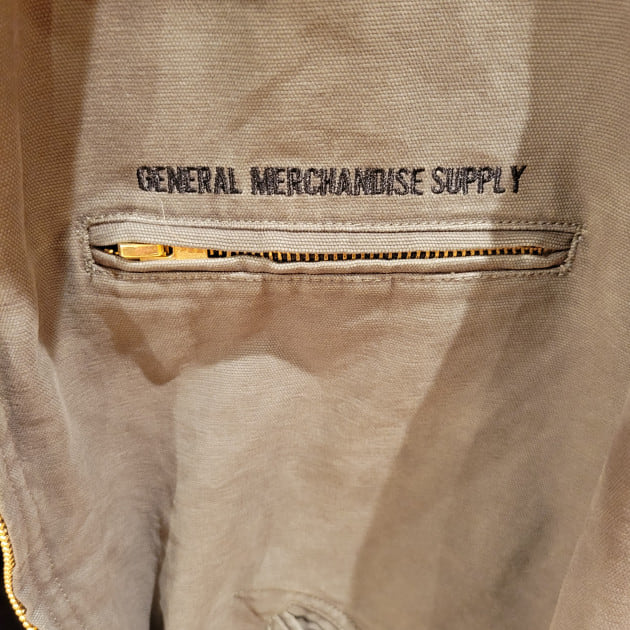 GENERAL MERCHANDISE SUPPLY